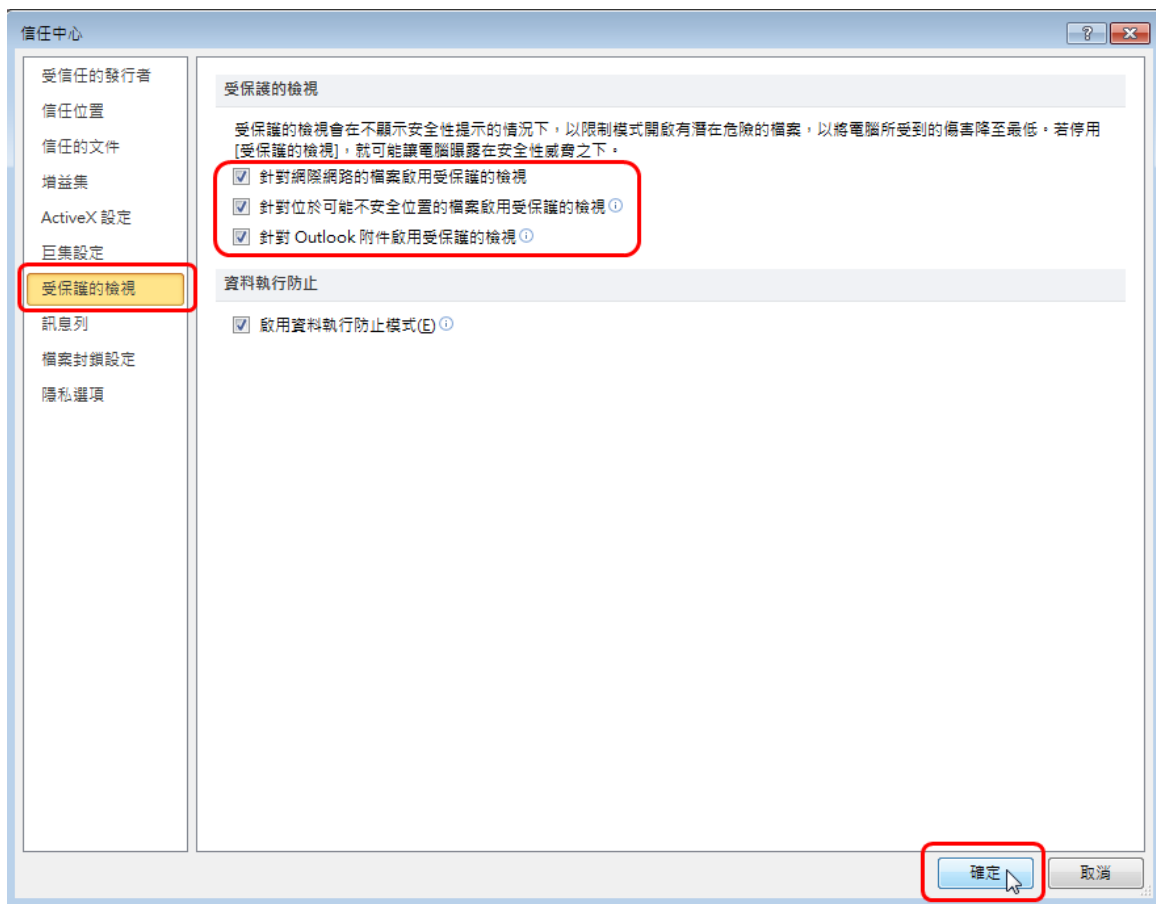 信任中心
受信任的發行者
信任位置
信任的文件
增益集
ActiveX 設定
巨集設定
受保護的檢視
訊息列
檔案封鎖設定
隱私選項
受保護的檢視
受保護的檢視會在不顯示安全性提示的情況下，以限制模式開啟有潛在危險的檔案，以將電腦所受到的傷害降至最低。若停用
[受保護的檢視]，就可能讓電腦曝露在安全性威脅之下。
針對網際網路的檔案啟用受保護的檢視
針對位於可能不安全位置的檔案啟用受保護的檢視
針對 Outlook 附件啟用受保護的檢視
資料執行防止
啟用資料執行防止模式(E)
確定
取消